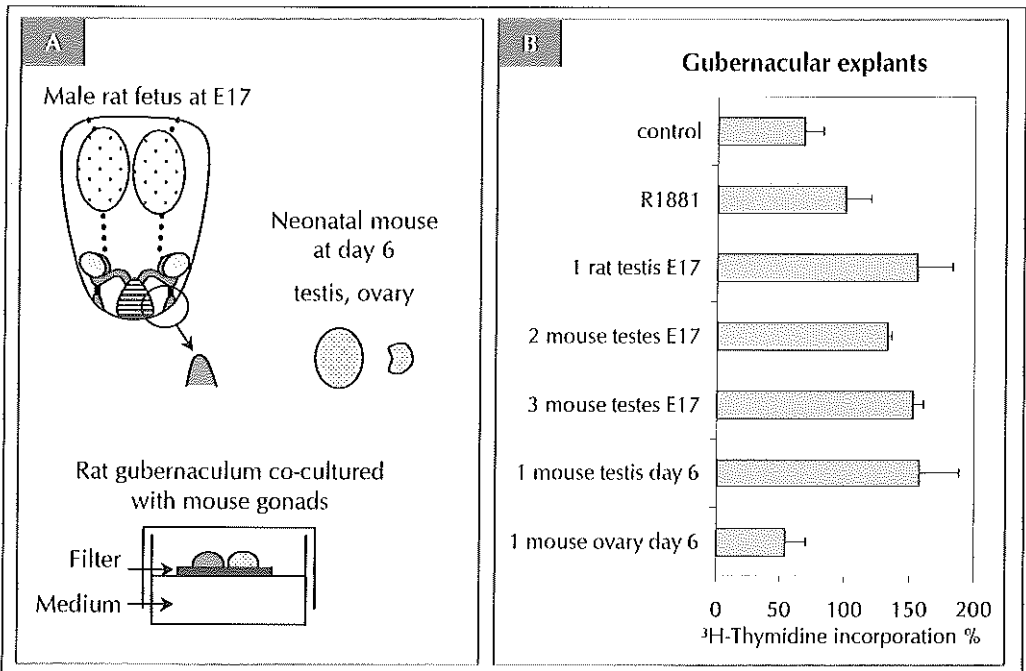 A
Male rat fetus at E17
Neonatal mouse
at day 6
testis, ovary
Rat gubernaculum co-cultured
with mouse gonads
Filter
Medium
B
Gubernacular explants
control
R1881
1 rat testis E17
2 mouse testes E17
3 mouse testes E17
1 mouse testis day 6
1 mouse ovary day 6
0 50 100 150 200
³H-Thymidine incorporation %